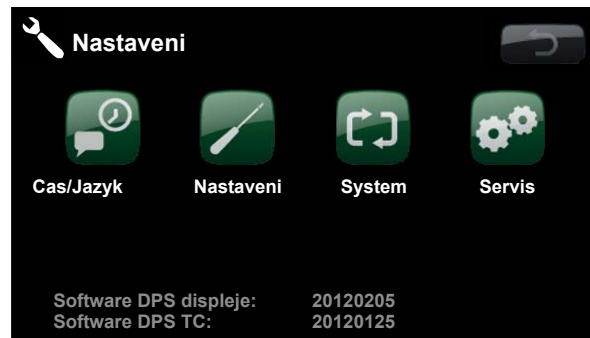 Nastaveni
Cas/Jazyk Nastaveni System Servis
Software DPS displeje: 20120205
Software DPS TC: 20120125